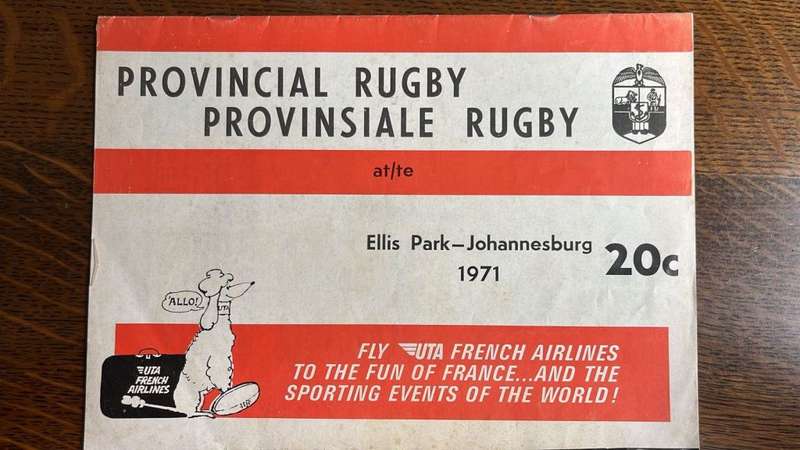 PROVINCIAL RUGBY
PROVINSIALE RUGBY
at/te
Ellis Park—Johannesburg
1971
20c
'ALLO!
UTA
UTA
FRENCH
AIRLINES
FLY UTA FRENCH AIRLINES
TO THE FUN OF FRANCE...AND THE
SPORTING EVENTS OF THE WORLD!